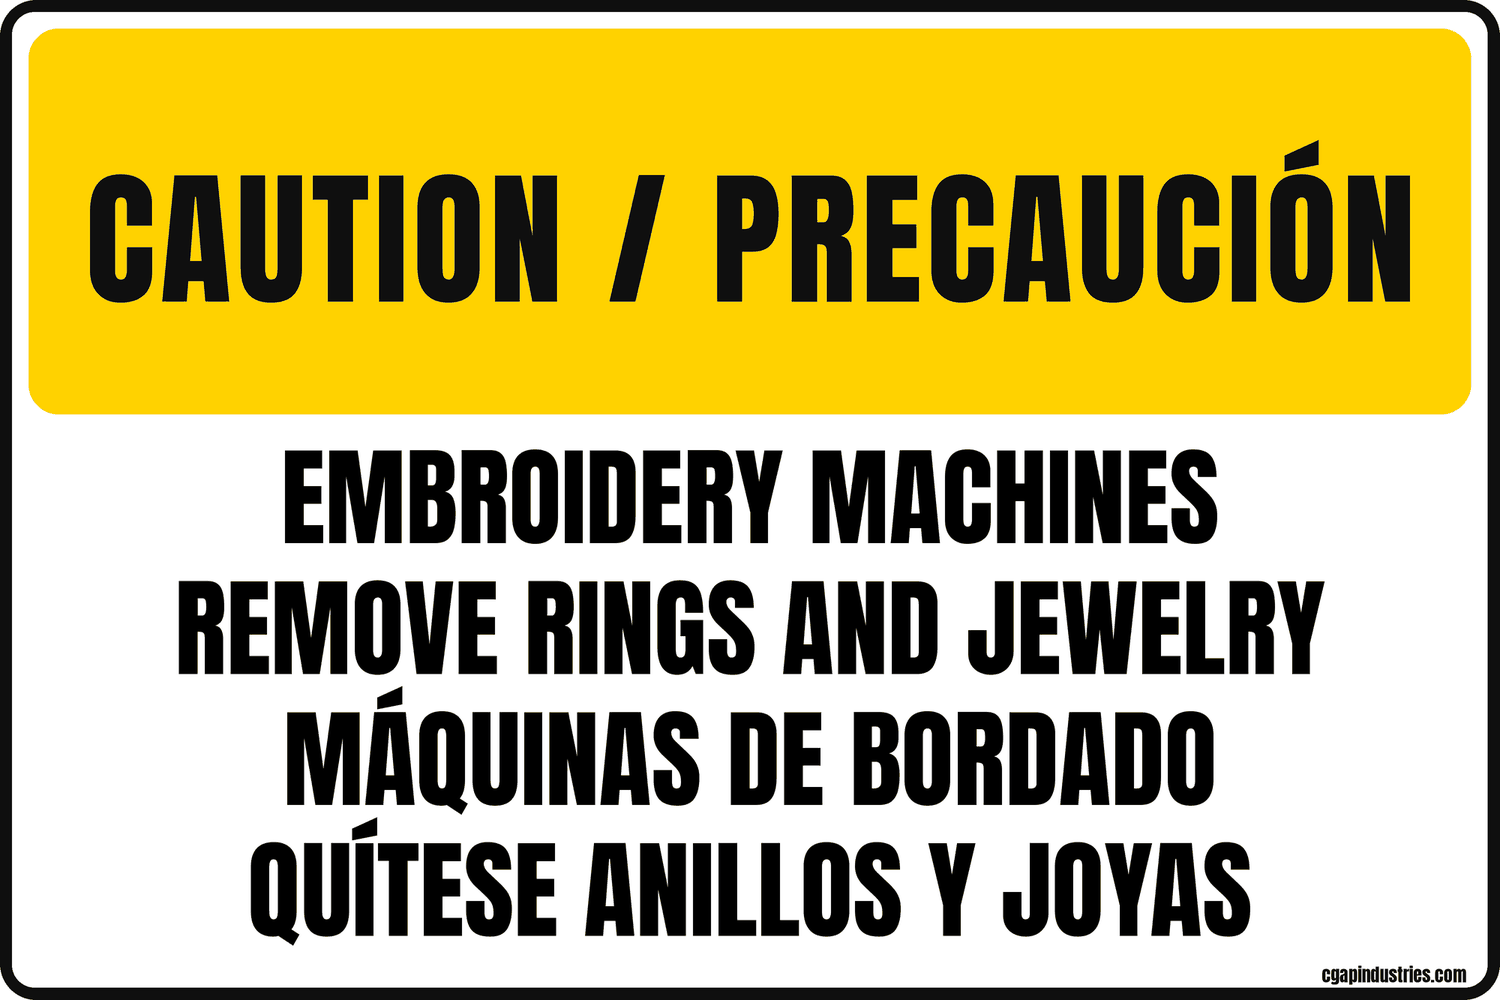 CAUTION / PRECAUCIÓN
EMBROIDERY MACHINES
REMOVE RINGS AND JEWELRY
MÁQUINAS DE BORDADO
QUÍTESE ANILLOS Y JOYAS
cgapindustries.com